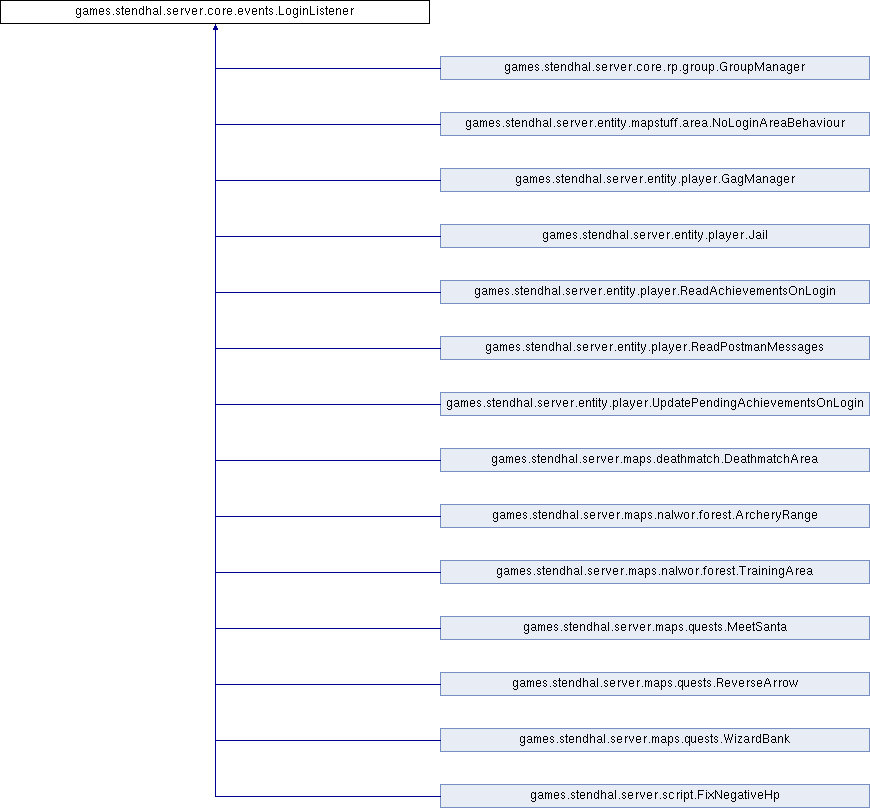 games.stendhal.server.core.events.LoginListener
games.stendhal.server.core.rp.group.GroupManager
games.stendhal.server.entity.mapstuff.area.NoLoginAreaBehaviour
games.stendhal.server.entity.player.GagManager
games.stendhal.server.entity.player.Jail
games.stendhal.server.entity.player.ReadAchievementsOnLogin
games.stendhal.server.entity.player.ReadPostmanMessages
games.stendhal.server.entity.player.UpdatePendingAchievementsOnLogin
games.stendhal.server.maps.deathmatch.DeathmatchArea
games.stendhal.server.maps.nalwor.forest.ArcheryRange
games.stendhal.server.maps.nalwor.forest.TrainingArea
games.stendhal.server.maps.quests.MeetSanta
games.stendhal.server.maps.quests.ReverseArrow
games.stendhal.server.maps.quests.WizardBank
games.stendhal.server.script.FixNegativeHp